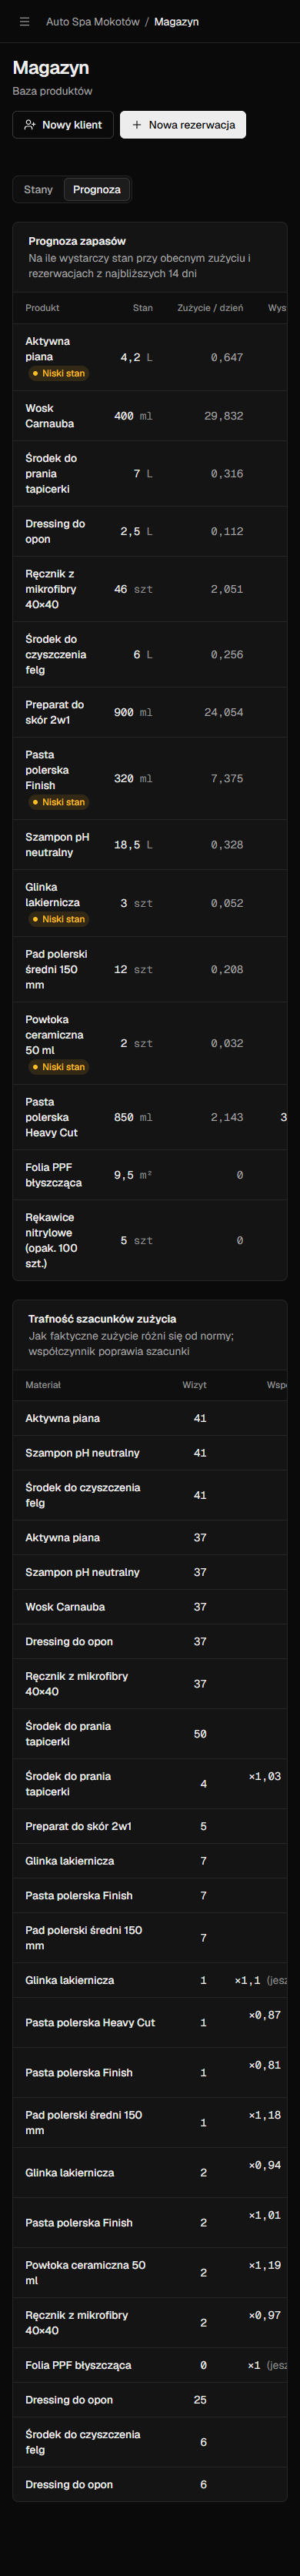 Auto Spa Mokotów / Magazyn
Magazyn
Baza produktów
Nowy klient
Nowa rezerwacja
Stany
Prognoza
Prognoza zapasów
Na ile wystarczy stan przy obecnym zużyciu i
rezerwacjach z najbliższych 14 dni
Produkt Stan Zużycie / dzień Wys
Aktywna
piana
Niski stan
4,2 L 0,647
Wosk
Carnauba
400 ml 29,832
Środek do
prania
tapicerki
7 L 0,316
Dressing do
opon
2,5 L 0,112
Ręcznik z
mikrofibry
40×40
46 szt 2,051
Środek do
czyszczenia
felg
6 L 0,256
Preparat do
skór 2w1
900 ml 24,054
Pasta
polerska
Finish
Niski stan
320 ml 7,375
Szampon pH
neutralny
18,5 L 0,328
Glinka
lakiernicza
Niski stan
3 szt 0,052
Pad polerski
średni 150
mm
12 szt 0,208
Powłoka
ceramiczna
50 ml
Niski stan
2 szt 0,032
Pasta
polerska
Heavy Cut
850 ml 2,143 3
Folia PPF
błyszcząca
9,5 m² 0
Rękawice
nitrylowe
(opak. 100
szt.)
5 szt 0
Trafność szacunków zużycia
Jak faktyczne zużycie różni się od normy;
współczynnik poprawia szacunki
Materiał Wizyt Wspó
Aktywna piana 41
Szampon pH neutralny 41
Środek do czyszczenia
felg
41
Aktywna piana 37
Szampon pH neutralny 37
Wosk Carnauba 37
Dressing do opon 37
Ręcznik z mikrofibry
40×40
37
Środek do prania
tapicerki
50
Środek do prania
tapicerki
4 ×1,03
Preparat do skór 2w1 5
Glinka lakiernicza 7
Pasta polerska Finish 7
Pad polerski średni 150
mm
7
Glinka lakiernicza 1 ×1,1 (jesz
Pasta polerska Heavy Cut 1 ×0,87
Pasta polerska Finish 1 ×0,81
Pad polerski średni 150
mm
1 ×1,18
Glinka lakiernicza 2 ×0,94
Pasta polerska Finish 2 ×1,01
Powłoka ceramiczna 50
ml
2 ×1,19
Ręcznik z mikrofibry
40×40
2 ×0,97
Folia PPF błyszcząca 0 ×1 (jesz
Dressing do opon 25
Środek do czyszczenia
felg
6
Dressing do opon 6